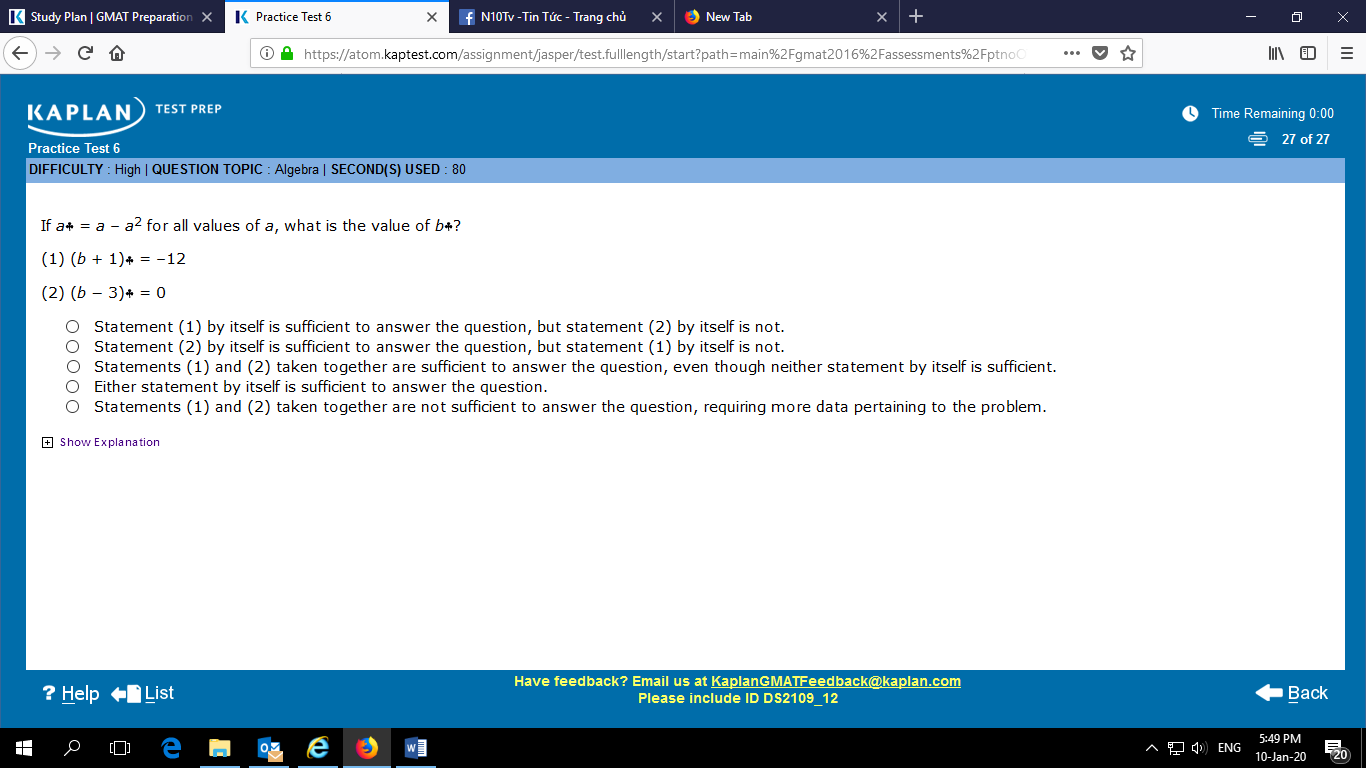 Study Plan | GMAT Preparation
Practice Test 6
N10Tv -Tin Tức - Trang chủ
New Tab
https://atom.kaptest.com/assignment/jasper/test.fulllength/start?path=main%2Fgmat2016%2Fassessments%2Fptno
KAPLAN TEST PREP
Time Remaining 0:00
Practice Test 6
27 of 27
DIFFICULTY : High | QUESTION TOPIC : Algebra | SECOND(S) USED : 80
If a♣ = a – a² for all values of a, what is the value of b♣?
(1) (b + 1)♣ = –12
(2) (b – 3)♣ = 0
Statement (1) by itself is sufficient to answer the question, but statement (2) by itself is not.
Statement (2) by itself is sufficient to answer the question, but statement (1) by itself is not.
Statements (1) and (2) taken together are sufficient to answer the question, even though neither statement by itself is sufficient.
Either statement by itself is sufficient to answer the question.
Statements (1) and (2) taken together are not sufficient to answer the question, requiring more data pertaining to the problem.
Show Explanation
? Help
List
Have feedback? Email us at KaplanGMATFeedback@kaplan.com
Please include ID DS2109_12
Back
ENG
5:49 PM
10-Jan-20
20